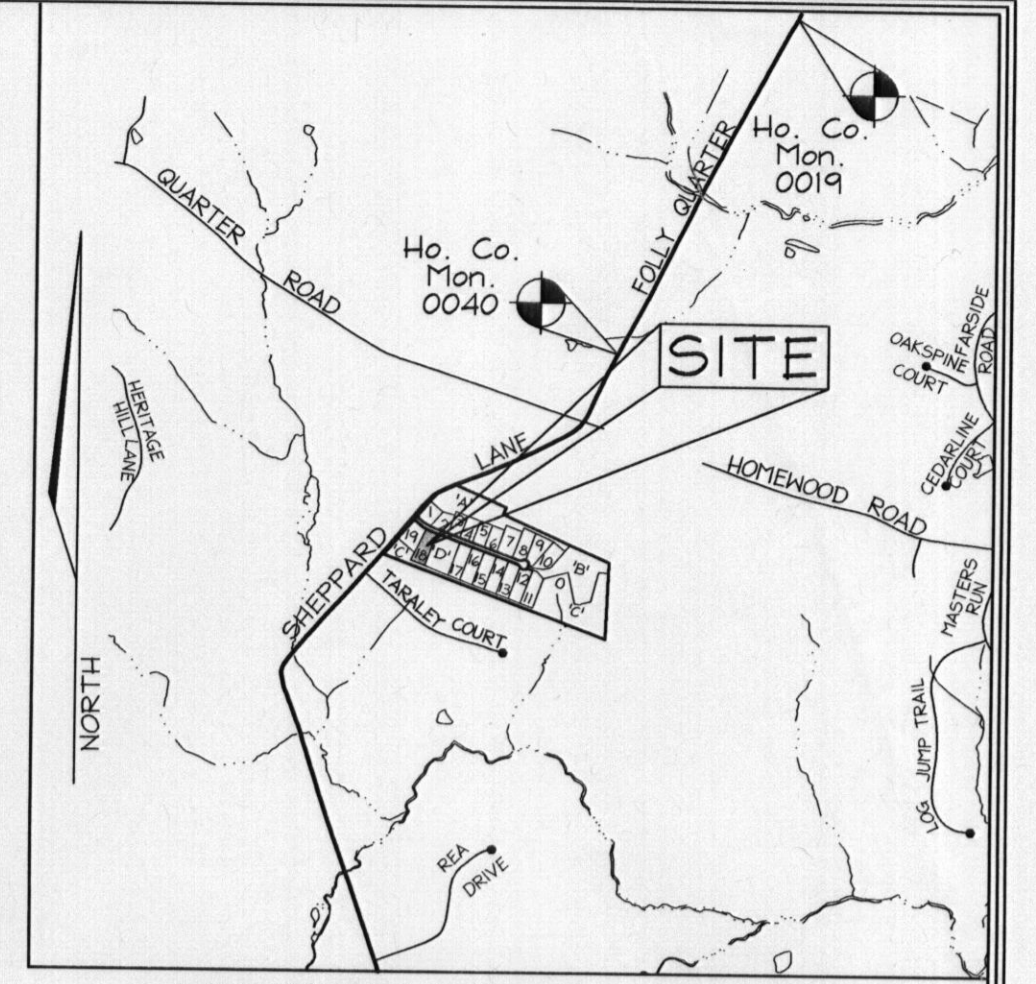 Ho. Co.
Mon.
0019
QUARTER
ROAD
Ho. Co.
Mon.
0040
FOLLY QUARTER
SITE
FARSIDE
ROAD
OAKSPINE
COURT
HERITAGE
HILL LANE
LANE
CEDARLINE
COURT
HOMEWOOD ROAD
'A'
1 2 3 4 5 6 7 8 9 10
'B'
19 18 'D' 17 16 15 14 13 12 11
'C'
'C'
SHEPPARD
TARALEY COURT
MASTERS
RUN
NORTH
LOG JUMP TRAIL
REA
DRIVE